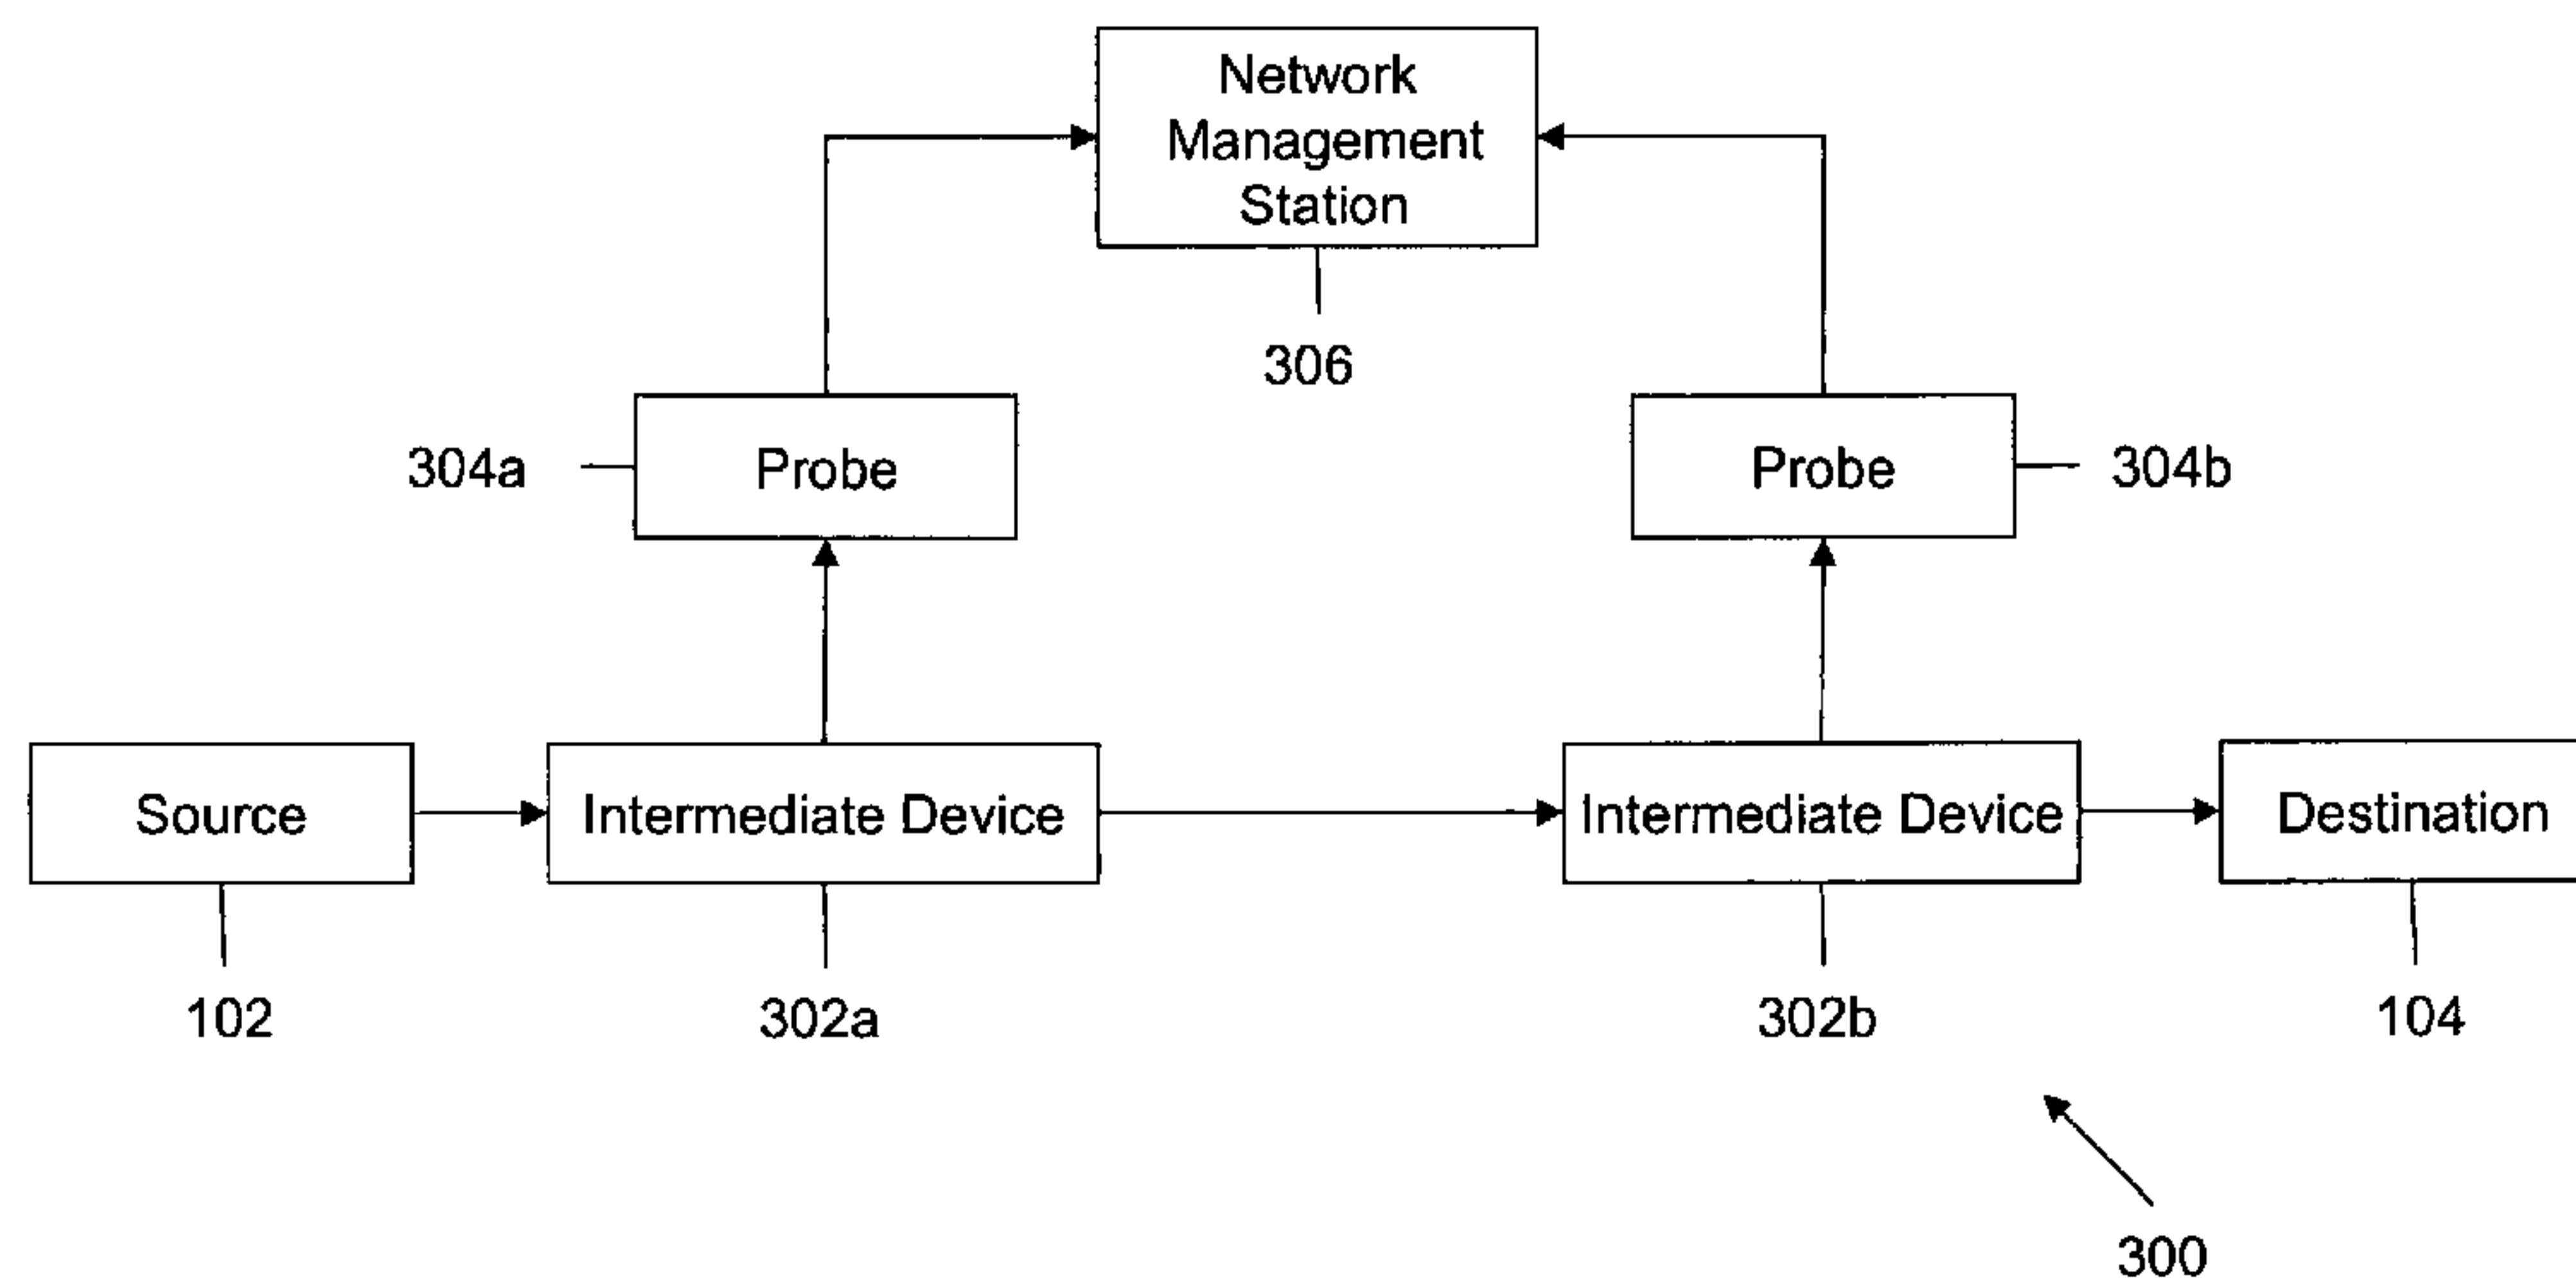 Network
Management
Station
306
304a
Probe
Probe
304b
Source
Intermediate Device
Intermediate Device
Destination
102
302a
302b
104
300